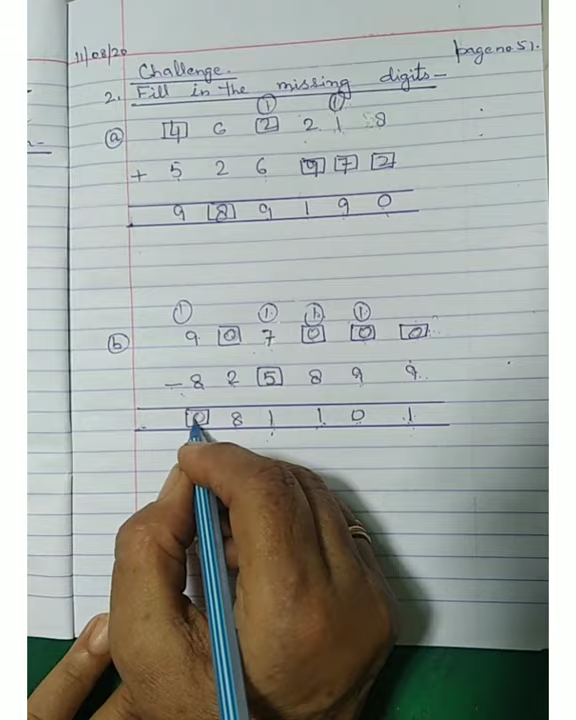 11/08/20
page no 51.
Challenge.
2. Fill in the missing digits-
① ①
ⓐ 4 6 2 2 1 8
+ 5 2 6 9 7 2
9 8 9 1 9 0
① ① ① ①
ⓑ 9 0 7 0 0 0
- 8 2 5 8 9 9
0 8 1 1 0 1